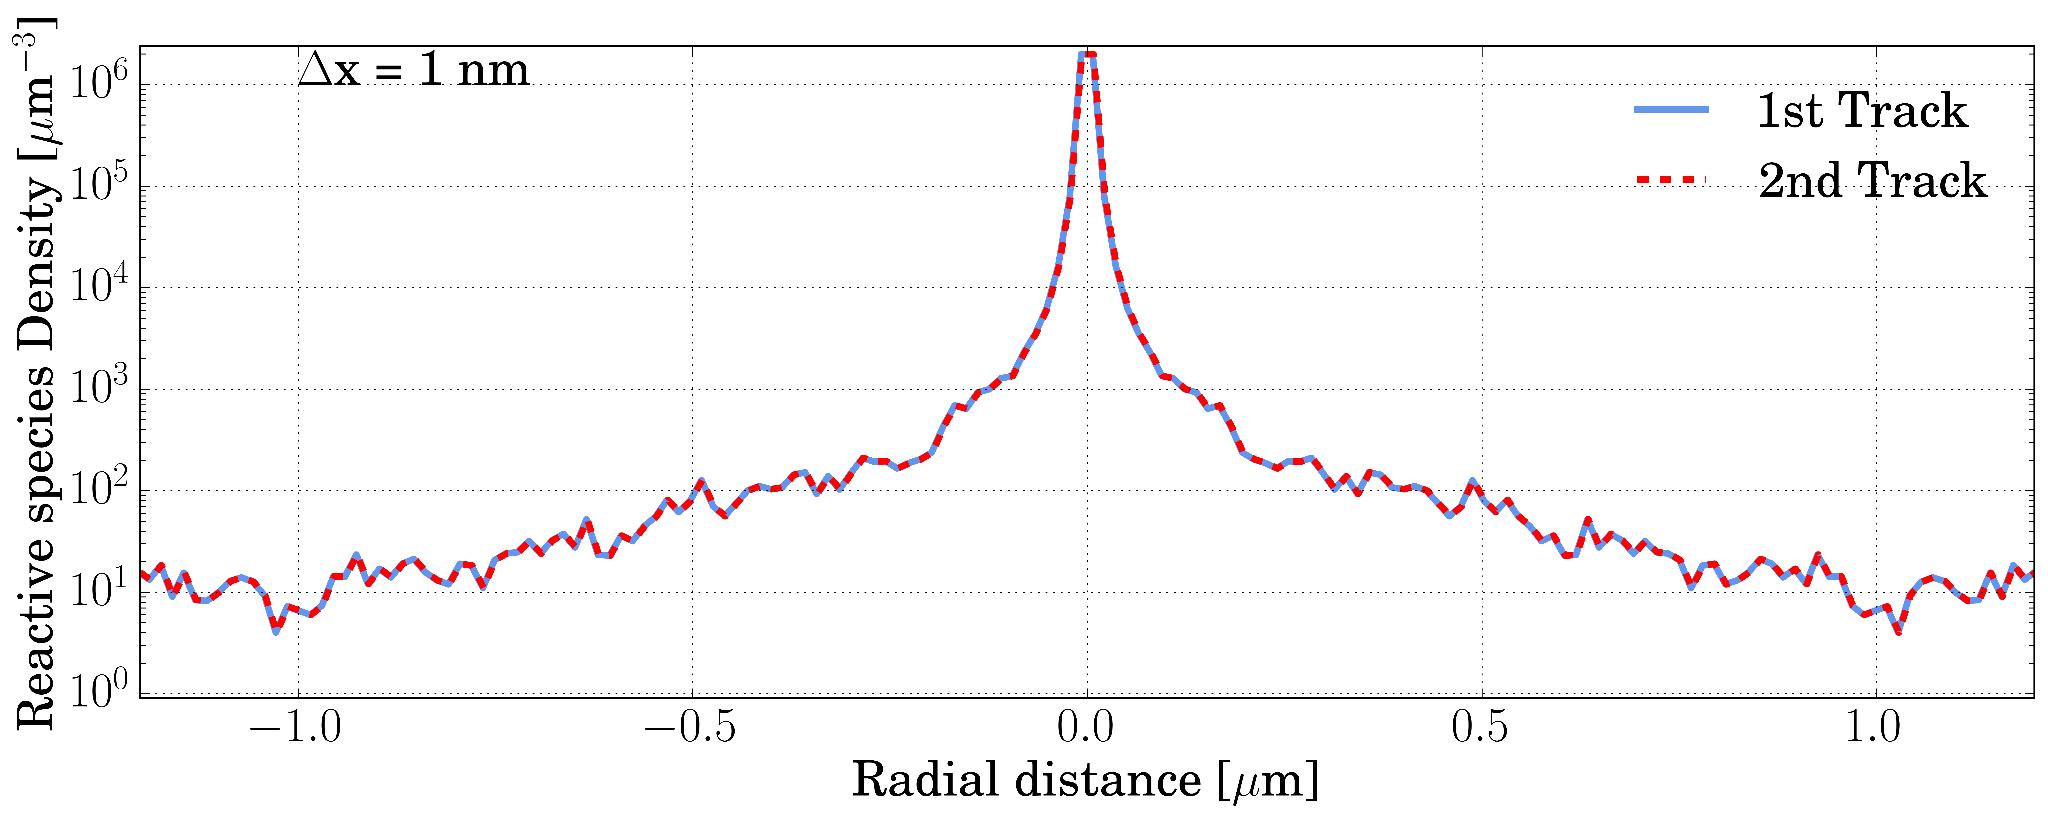 Δx = 1 nm
1st Track
2nd Track
Reactive species Density [μm⁻³]
10⁶
10⁵
10⁴
10³
10²
10¹
10⁰
−1.0 −0.5 0.0 0.5 1.0
Radial distance [μm]